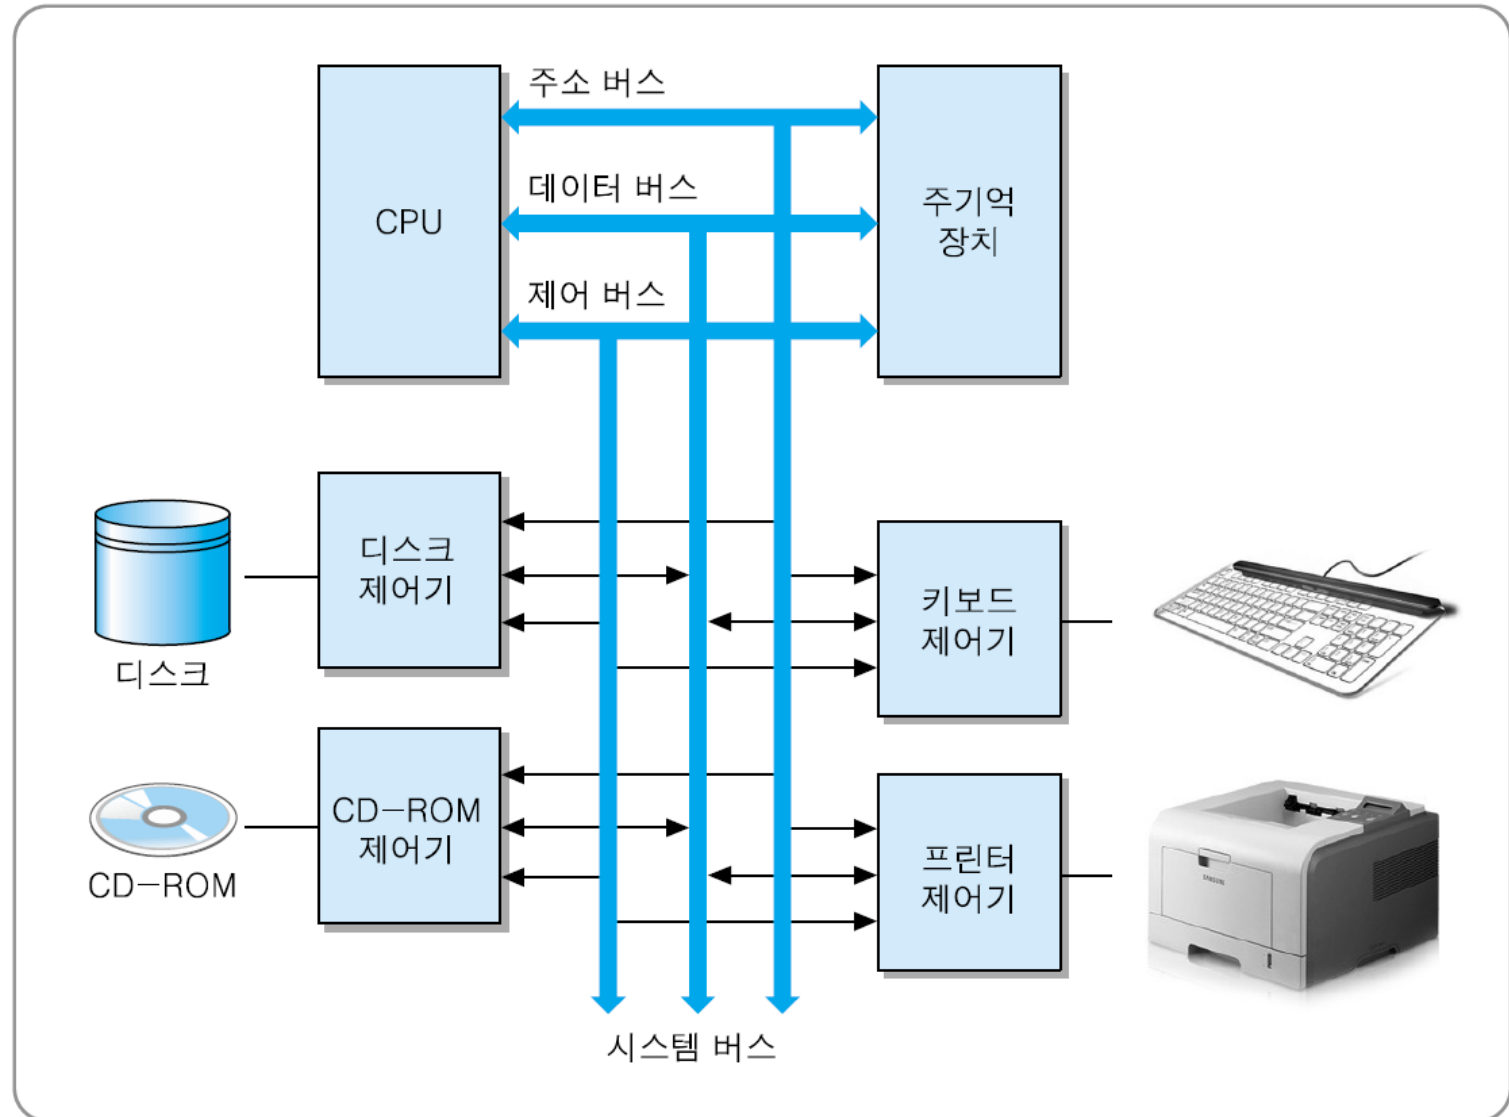 주소 버스
데이터 버스
제어 버스
CPU
주기억
장치
디스크
제어기
디스크
키보드
제어기
CD-ROM
제어기
CD-ROM
프린터
제어기
SAMSUNG
시스템 버스